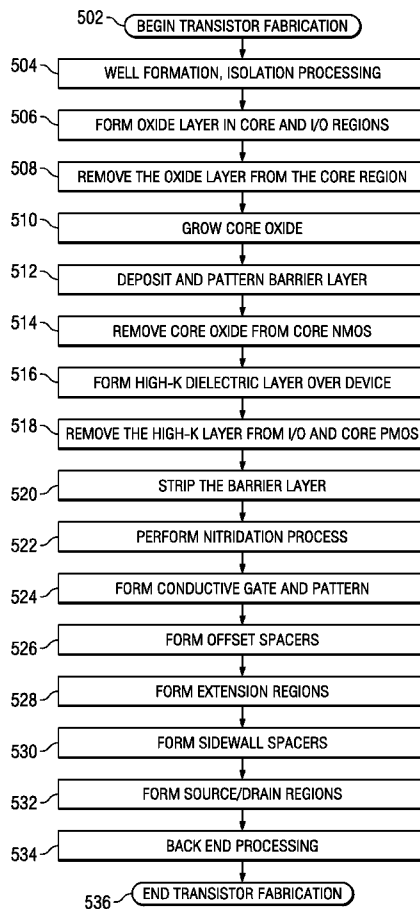 502 BEGIN TRANSISTOR FABRICATION
504 WELL FORMATION, ISOLATION PROCESSING
506 FORM OXIDE LAYER IN CORE AND I/O REGIONS
508 REMOVE THE OXIDE LAYER FROM THE CORE REGION
510 GROW CORE OXIDE
512 DEPOSIT AND PATTERN BARRIER LAYER
514 REMOVE CORE OXIDE FROM CORE NMOS
516 FORM HIGH-K DIELECTRIC LAYER OVER DEVICE
518 REMOVE THE HIGH-K LAYER FROM I/O AND CORE PMOS
520 STRIP THE BARRIER LAYER
522 PERFORM NITRIDATION PROCESS
524 FORM CONDUCTIVE GATE AND PATTERN
526 FORM OFFSET SPACERS
528 FORM EXTENSION REGIONS
530 FORM SIDEWALL SPACERS
532 FORM SOURCE/DRAIN REGIONS
534 BACK END PROCESSING
536 END TRANSISTOR FABRICATION